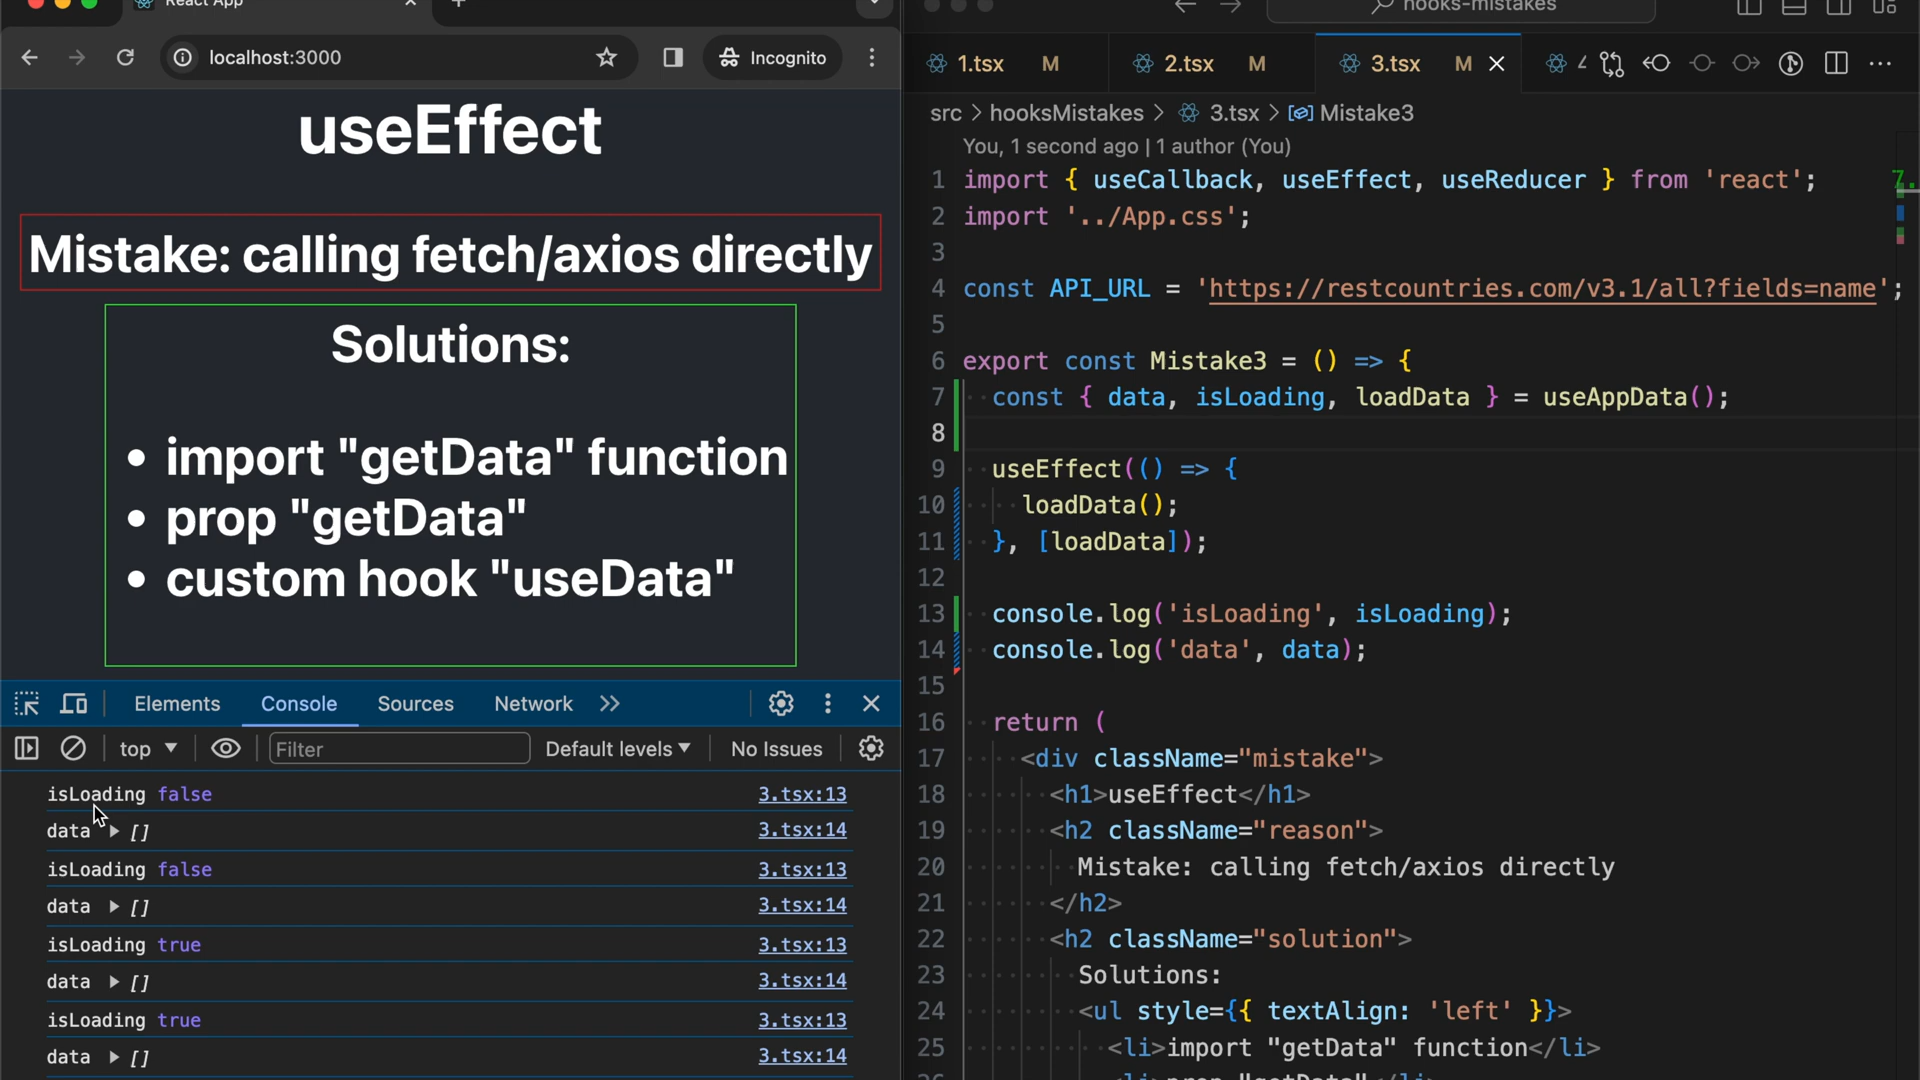 React App
localhost:3000
Incognito
useEffect
Mistake: calling fetch/axios directly
Solutions:
• import "getData" function
• prop "getData"
• custom hook "useData"
Elements Console Sources Network
top Filter Default levels No Issues
isLoading false 3.tsx:13
data ▶ [] 3.tsx:14
isLoading false 3.tsx:13
data ▶ [] 3.tsx:14
isLoading true 3.tsx:13
data ▶ [] 3.tsx:14
isLoading true 3.tsx:13
data ▶ [] 3.tsx:14
hooks-mistakes
1.tsx M 2.tsx M 3.tsx M
src > hooksMistakes > 3.tsx > Mistake3
You, 1 second ago | 1 author (You)
1 import { useCallback, useEffect, useReducer } from 'react';
2 import '../App.css';
3
4 const API_URL = 'https://restcountries.com/v3.1/all?fields=name';
5
6 export const Mistake3 = () => {
7 const { data, isLoading, loadData } = useAppData();
8
9 useEffect(() => {
10 loadData();
11 }, [loadData]);
12
13 console.log('isLoading', isLoading);
14 console.log('data', data);
15
16 return (
17 <div className="mistake">
18 <h1>useEffect</h1>
19 <h2 className="reason">
20 Mistake: calling fetch/axios directly
21 </h2>
22 <h2 className="solution">
23 Solutions:
24 <ul style={{ textAlign: 'left' }}>
25 <li>import "getData" function</li>